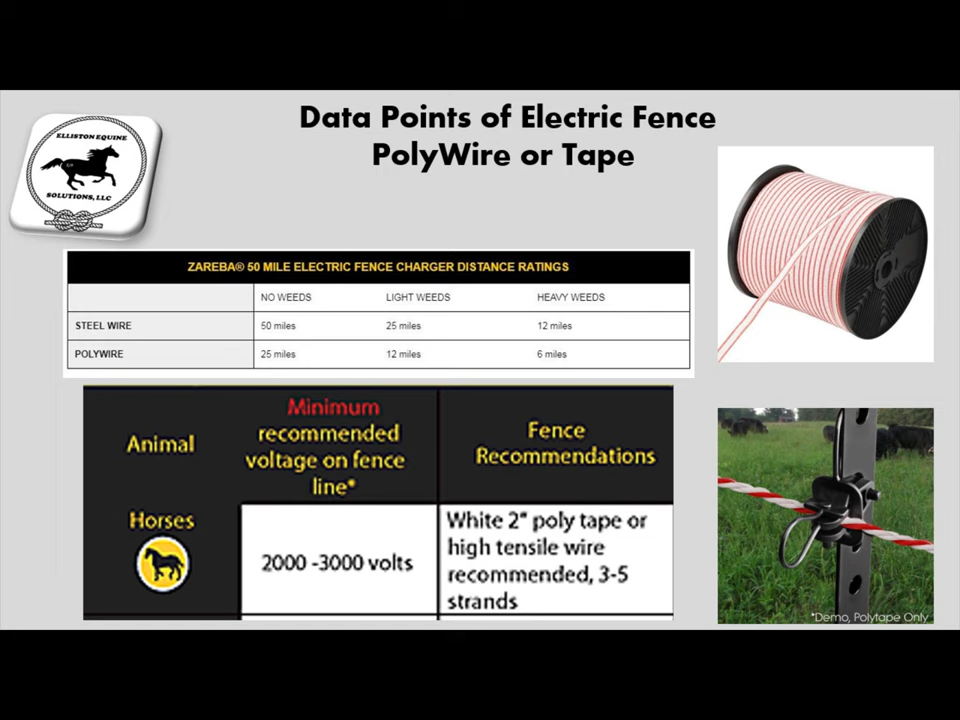 Data Points of Electric Fence
PolyWire or Tape
ELLISTON EQUINE
SOLUTIONS, LLC
ZAREBA® 50 MILE ELECTRIC FENCE CHARGER DISTANCE RATINGS
NO WEEDS LIGHT WEEDS HEAVY WEEDS
STEEL WIRE 50 miles 25 miles 12 miles
POLYWIRE 25 miles 12 miles 6 miles
Animal
Minimum
recommended
voltage on fence
line*
Fence
Recommendations
Horses
2000 -3000 volts
White 2" poly tape or
high tensile wire
recommended, 3-5
strands
*Demo, Polytape Only